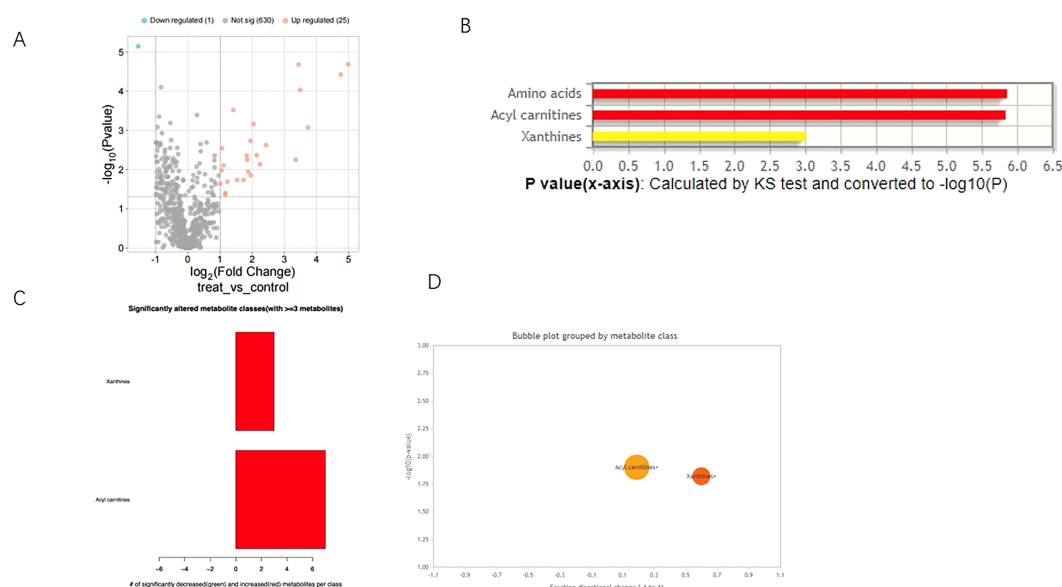 A
Down regulated (1) Not sig (630) Up regulated (25)
5
4
3
2
1
0
-log10(Pvalue)
-1 0 1 2 3 4 5
log2(Fold Change)
treat_vs_control
B
Amino acids
Acyl carnitines
Xanthines
0.0 0.5 1.0 1.5 2.0 2.5 3.0 3.5 4.0 4.5 5.0 5.5 6.0 6.5
P value(x-axis): Calculated by KS test and converted to -log10(P)
C
Significantly altered metabolite classes(with >=3 metabolites)
Xanthines
Acyl carnitines
-6 -4 -2 0 2 4 6
# of significantly decreased(green) and increased(red) metabolites per class
D
Bubble plot grouped by metabolite class
3.00
2.75
2.50
2.25
2.00
1.75
1.50
1.25
1.00
-log10(p-value)
Acyl carnitines+
Xanthines+
-1.1 -0.9 -0.7 -0.5 -0.3 -0.1 0.1 0.3 0.5 0.7 0.9 1.1